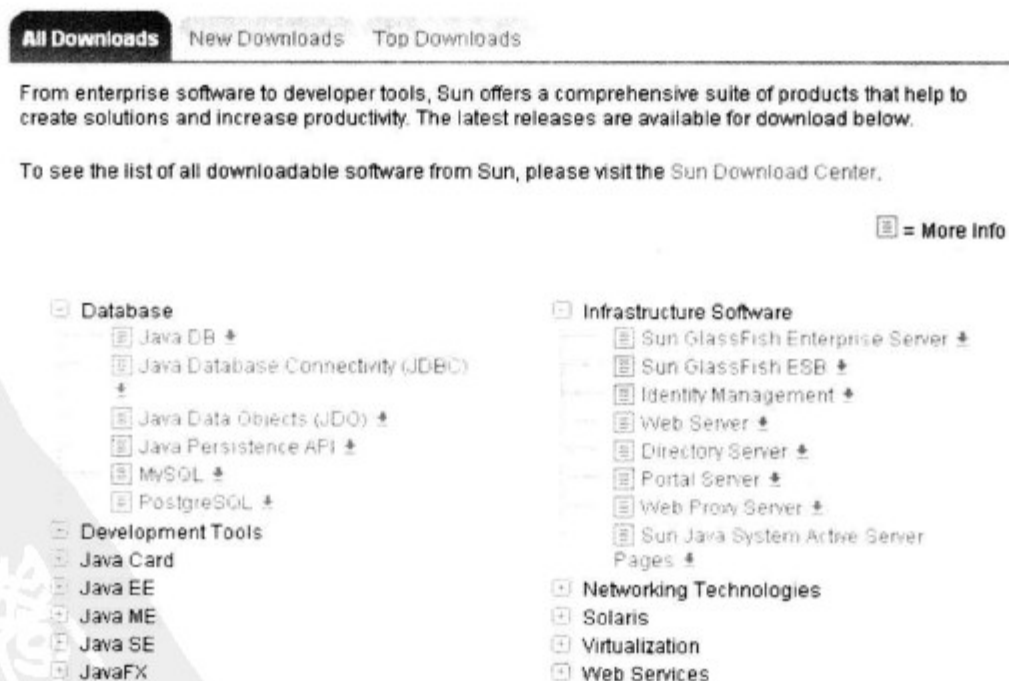 All Downloads New Downloads Top Downloads
From enterprise software to developer tools, Sun offers a comprehensive suite of products that help to
create solutions and increase productivity. The latest releases are available for download below.
To see the list of all downloadable software from Sun, please visit the Sun Download Center.
= More Info
Database
Java DB
Java Database Connectivity (JDBC)
Java Data Objects (JDO)
Java Persistence API
MySQL
PostgreSQL
Development Tools
Java Card
Java EE
Java ME
Java SE
JavaFX
Infrastructure Software
Sun GlassFish Enterprise Server
Sun GlassFish ESB
Identity Management
Web Server
Directory Server
Portal Server
Web Proxy Server
Sun Java System Active Server
Pages
Networking Technologies
Solaris
Virtualization
Web Services